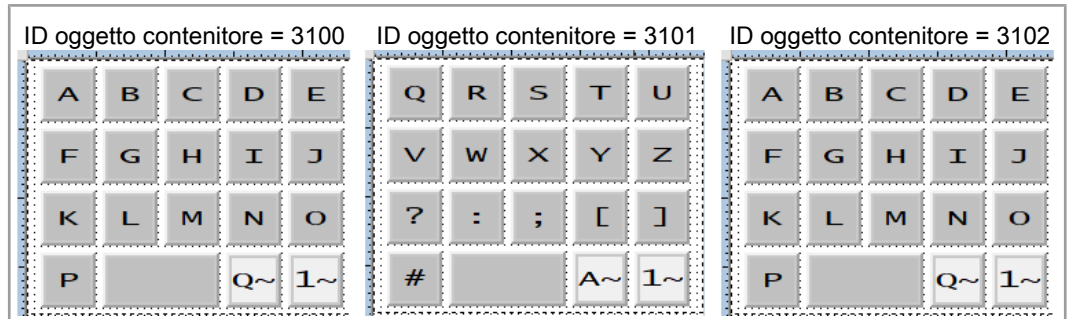 ID oggetto contenitore = 3100
A B C D E
F G H I J
K L M N O
P Q~ 1~
ID oggetto contenitore = 3101
Q R S T U
V W X Y Z
? : ; [ ]
# A~ 1~
ID oggetto contenitore = 3102
A B C D E
F G H I J
K L M N O
P Q~ 1~